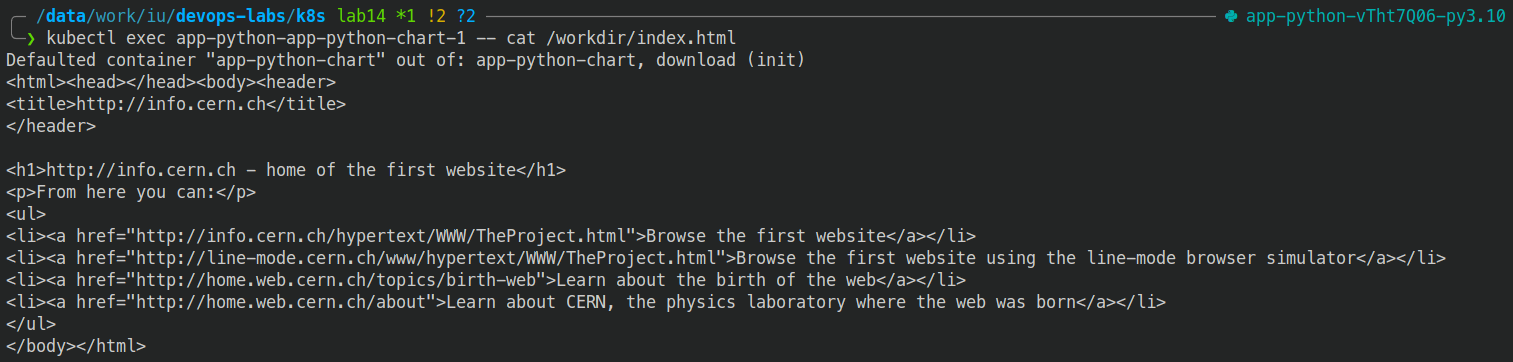 /data/work/iu/devops-labs/k8s lab14 *1 !2 ?2 app-python-vTht7Q06-py3.10
❯ kubectl exec app-python-app-python-chart-1 -- cat /workdir/index.html
Defaulted container "app-python-chart" out of: app-python-chart, download (init)
<html><head></head><body><header>
<title>http://info.cern.ch</title>
</header>

<h1>http://info.cern.ch - home of the first website</h1>
<p>From here you can:</p>
<ul>
<li><a href="http://info.cern.ch/hypertext/WWW/TheProject.html">Browse the first website</a></li>
<li><a href="http://line-mode.cern.ch/www/hypertext/WWW/TheProject.html">Browse the first website using the line-mode browser simulator</a></li>
<li><a href="http://home.web.cern.ch/topics/birth-web">Learn about the birth of the web</a></li>
<li><a href="http://home.web.cern.ch/about">Learn about CERN, the physics laboratory where the web was born</a></li>
</ul>
</body></html>